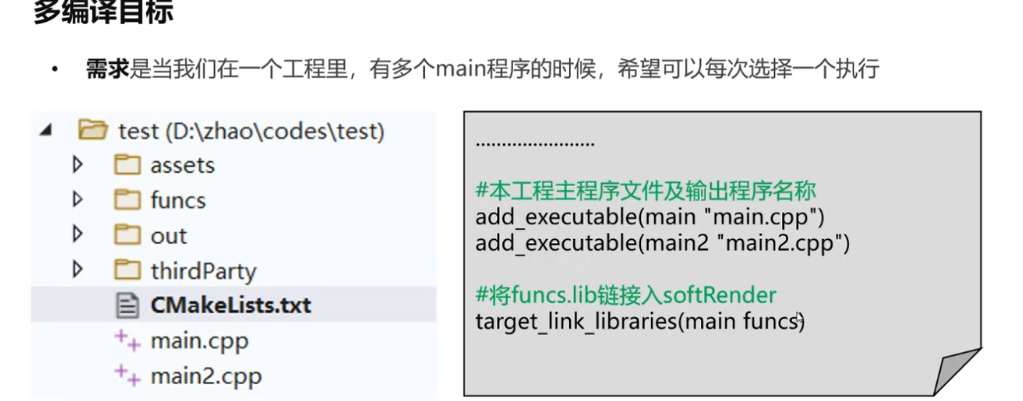 多编译目标
• 需求是当我们在一个工程里，有多个main程序的时候，希望可以每次选择一个执行
test (D:\zhao\codes\test)
assets
funcs
out
thirdParty
CMakeLists.txt
main.cpp
main2.cpp
........................
#本工程主程序文件及输出程序名称
add_executable(main "main.cpp")
add_executable(main2 "main2.cpp")
#将funcs.lib链接入softRender
target_link_libraries(main funcs)